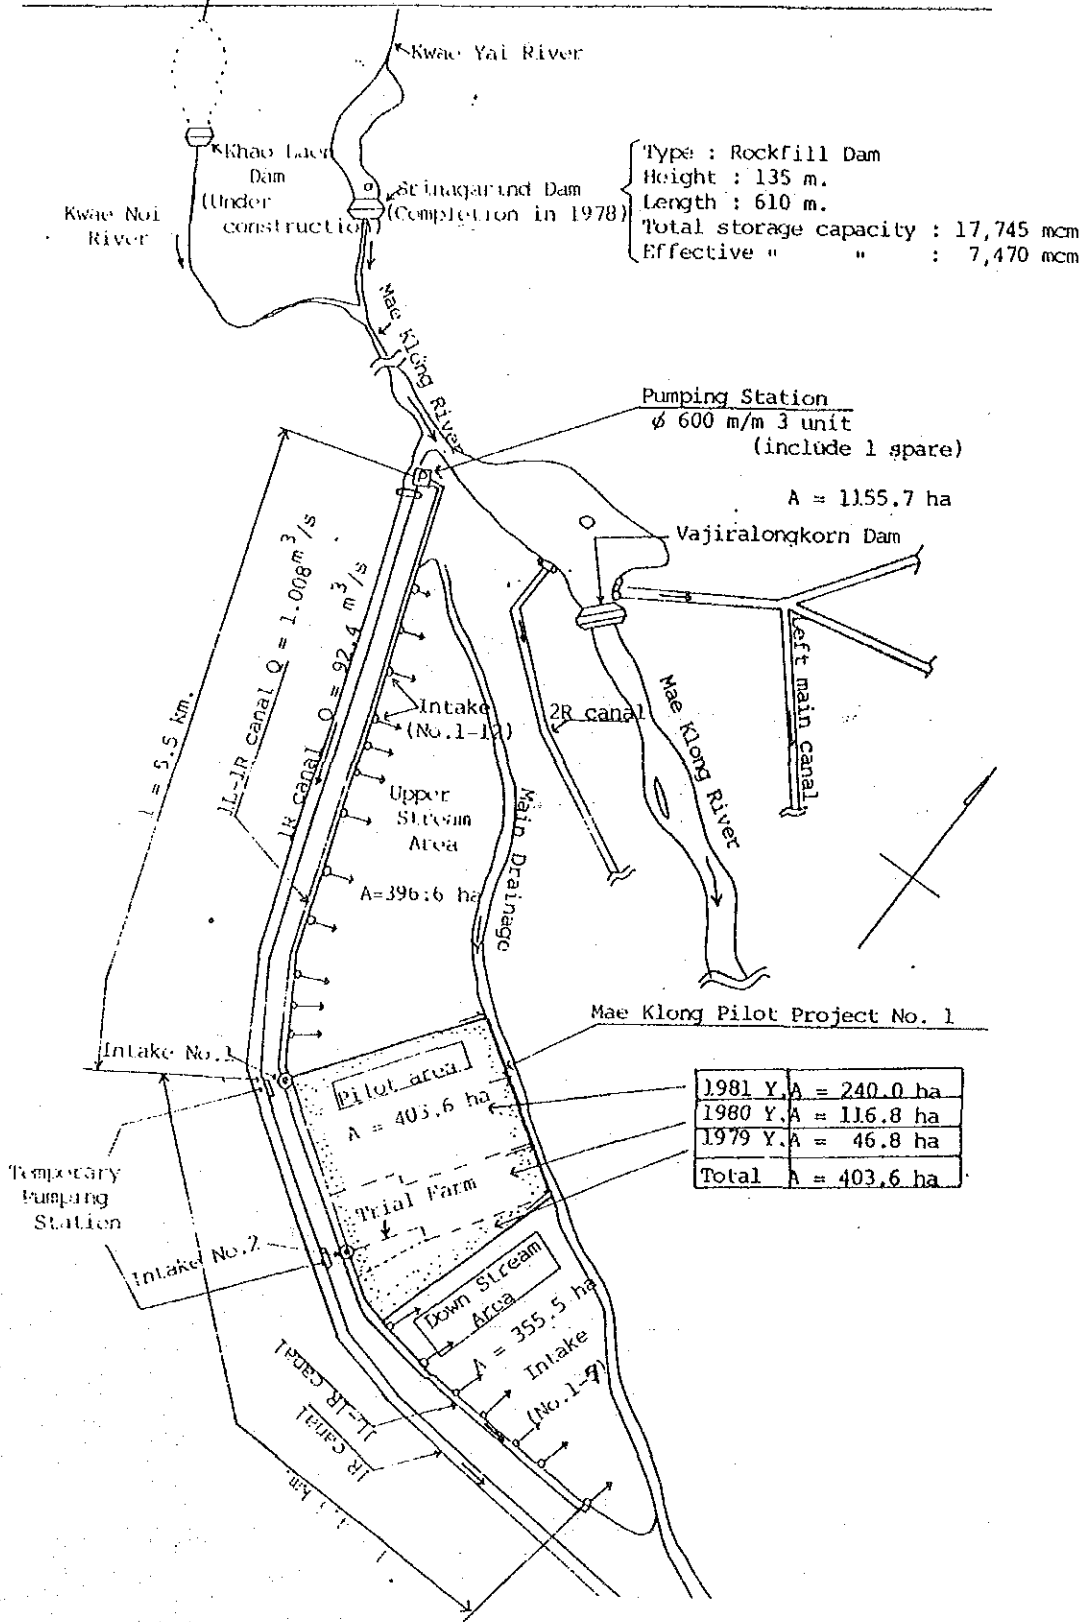 Kwae Yai River
Khao Laem
Dam
(Under
construction)
Kwae Noi
River
Srinagarind Dam
(Completion in 1978)
Type : Rockfill Dam
Height : 135 m.
Length : 610 m.
Total storage capacity : 17,745 mcm
Effective " " : 7,470 mcm
Mae Klong River
Pumping Station
φ 600 m/m 3 unit
(include 1 spare)
P
A = 1155.7 ha
Vajiralongkorn Dam
l = 5.5 km.
1L-1R canal Q = 1.008 m³/s
1R canal Q = 92.4 m³/s
Intake
(No.1-12)
Upper
Stream
Area
A=396.6 ha
2R canal
Left main canal
Mae Klong River
Main Drainage
Mae Klong Pilot Project No. 1
Intake No.1
Pilot area
A = 403.6 ha
1981 Y. A = 240.0 ha
1980 Y. A = 116.8 ha
1979 Y. A = 46.8 ha
Total A = 403.6 ha
Temporary
Pumping
Station
Trial Farm
Intake No.2
Down Stream
Area
A = 355.5 ha
Intake
(No.1-9)
1L-1R canal
1R canal
km.